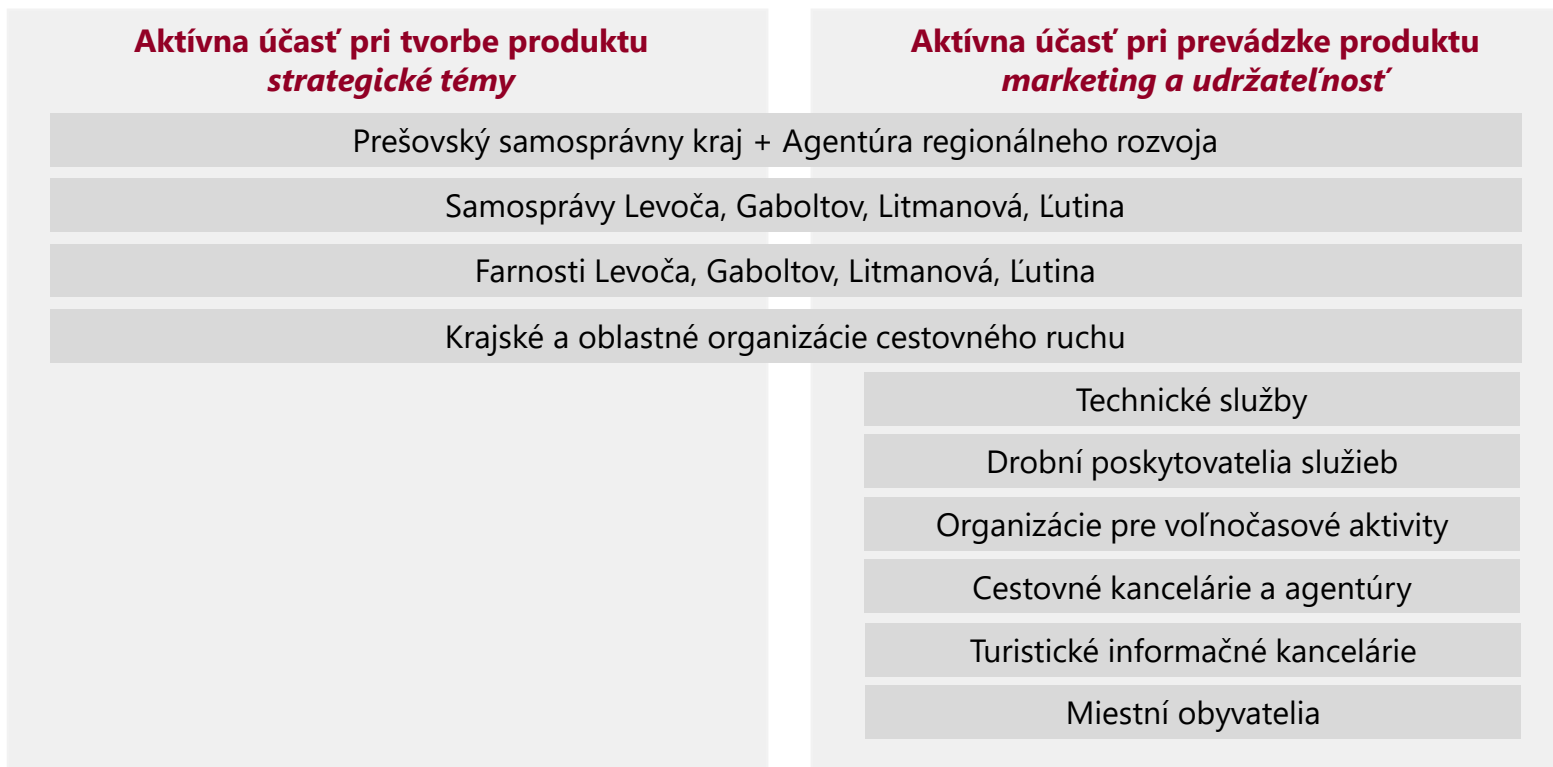 Aktívna účasť pri tvorbe produktu
strategické témy
Aktívna účasť pri prevádzke produktu
marketing a udržateľnosť
Prešovský samosprávny kraj + Agentúra regionálneho rozvoja
Samosprávy Levoča, Gaboltov, Litmanová, Ľutina
Farnosti Levoča, Gaboltov, Litmanová, Ľutina
Krajské a oblastné organizácie cestovného ruchu
Technické služby
Drobní poskytovatelia služieb
Organizácie pre voľnočasové aktivity
Cestovné kancelárie a agentúry
Turistické informačné kancelárie
Miestní obyvatelia